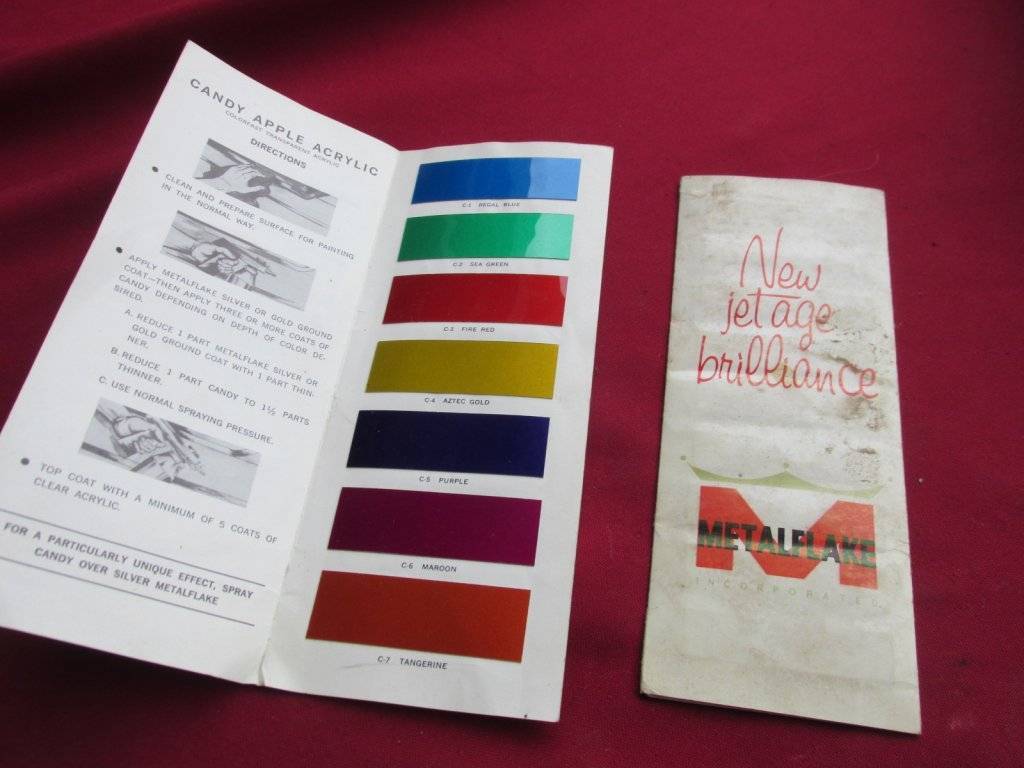 CANDY APPLE ACRYLIC
COLORFAST TRANSPARENT ACRYLIC
DIRECTIONS
• CLEAN AND PREPARE SURFACE FOR PAINTING
IN THE NORMAL WAY.
• APPLY METALFLAKE SILVER OR GOLD GROUND
COAT—THEN APPLY THREE OR MORE COATS OF
CANDY DEPENDING ON DEPTH OF COLOR DE-
SIRED.
A. REDUCE 1 PART METALFLAKE SILVER OR
GOLD GROUND COAT WITH 1 PART THIN-
NER.
B. REDUCE 1 PART CANDY TO 1½ PARTS
THINNER.
C. USE NORMAL SPRAYING PRESSURE.
• TOP COAT WITH A MINIMUM OF 5 COATS OF
CLEAR ACRYLIC.
FOR A PARTICULARLY UNIQUE EFFECT, SPRAY
CANDY OVER SILVER METALFLAKE
C-1 REGAL BLUE
C-2 SEA GREEN
C-3 FIRE RED
C-4 AZTEC GOLD
C-5 PURPLE
C-6 MAROON
C-7 TANGERINE
New
jet age
brilliance
M
METALFLAKE
INCORPORATED